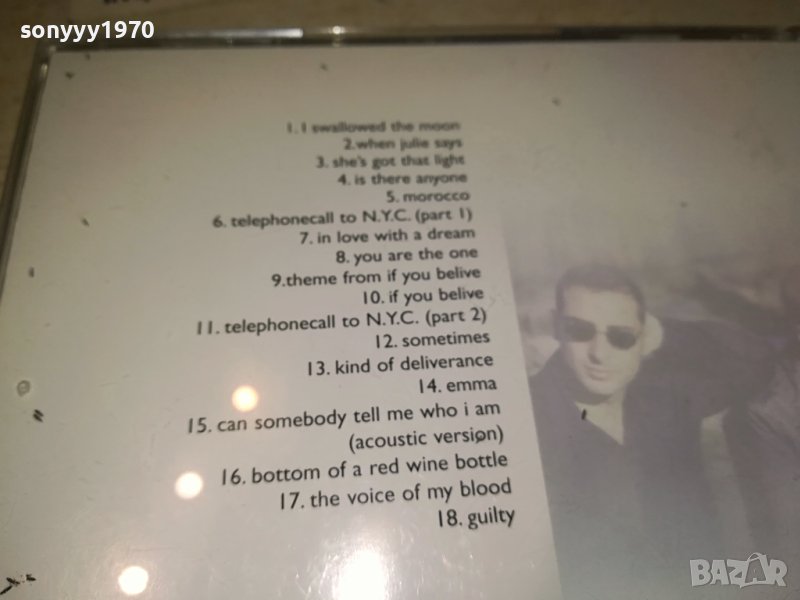 sonyyy1970
1. I swallowed the moon
2.when julie says
3. she's got that light
4. is there anyone
5. morocco
6. telephonecall to N.Y.C. (part 1)
7. in love with a dream
8. you are the one
9.theme from if you belive
10. if you belive
11. telephonecall to N.Y.C. (part 2)
12. sometimes
13. kind of deliverance
14. emma
15. can somebody tell me who i am
(acoustic version)
16. bottom of a red wine bottle
17. the voice of my blood
18. guilty
BAZAR